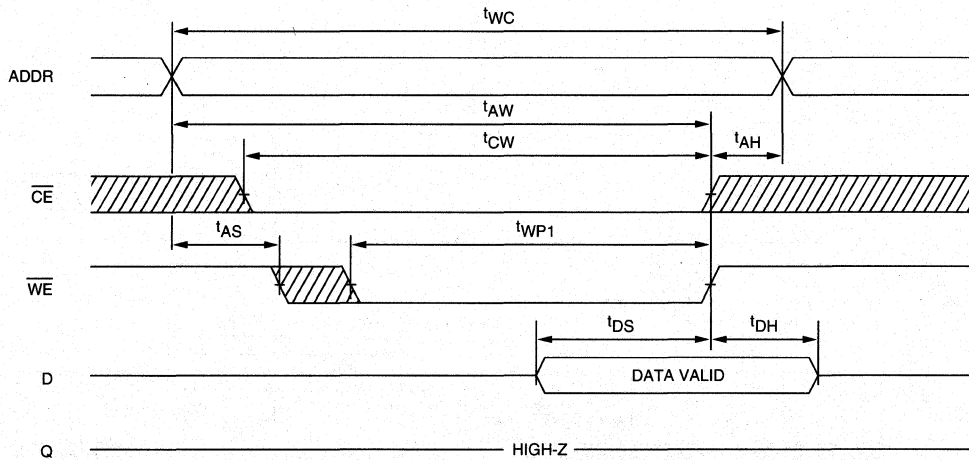 tWC
ADDR
tAW
tCW
tAH
CE
tAS
tWP1
WE
tDS
tDH
D
DATA VALID
Q
HIGH-Z